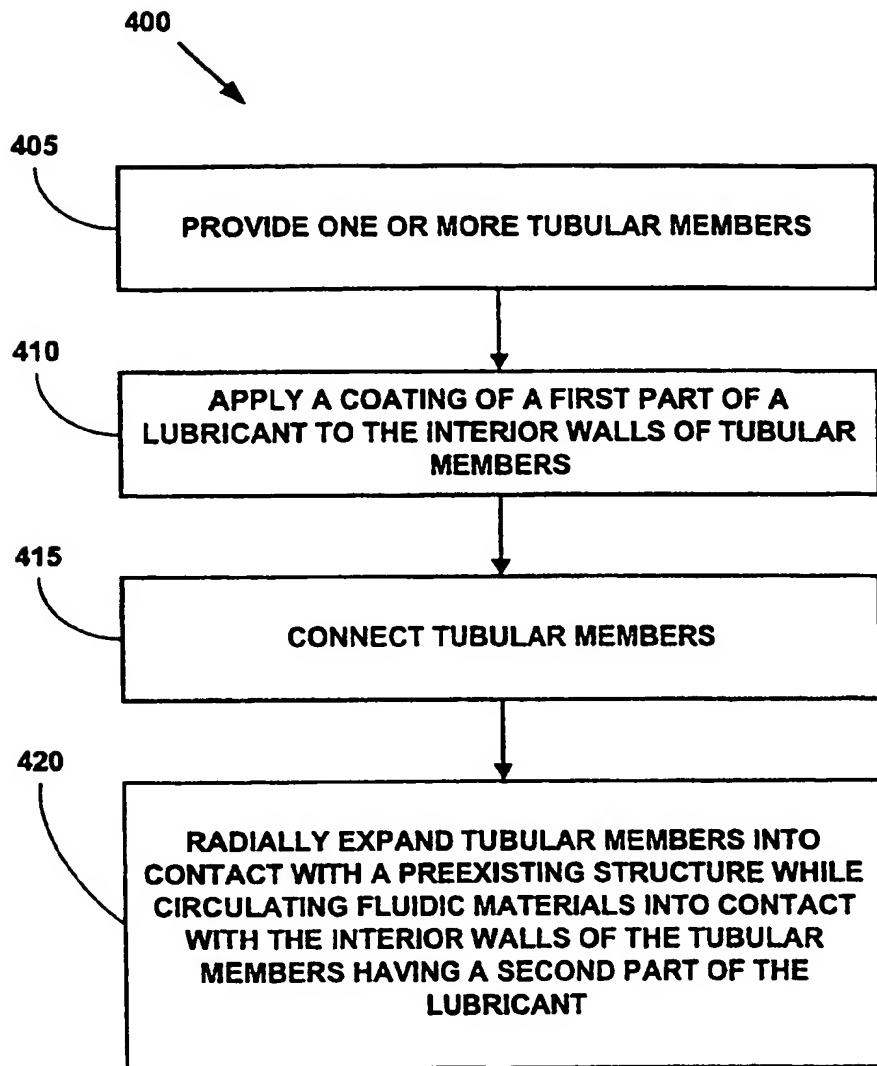 400
405
PROVIDE ONE OR MORE TUBULAR MEMBERS
410
APPLY A COATING OF A FIRST PART OF A
LUBRICANT TO THE INTERIOR WALLS OF TUBULAR
MEMBERS
415
CONNECT TUBULAR MEMBERS
420
RADIALLY EXPAND TUBULAR MEMBERS INTO
CONTACT WITH A PREEXISTING STRUCTURE WHILE
CIRCULATING FLUIDIC MATERIALS INTO CONTACT
WITH THE INTERIOR WALLS OF THE TUBULAR
MEMBERS HAVING A SECOND PART OF THE
LUBRICANT